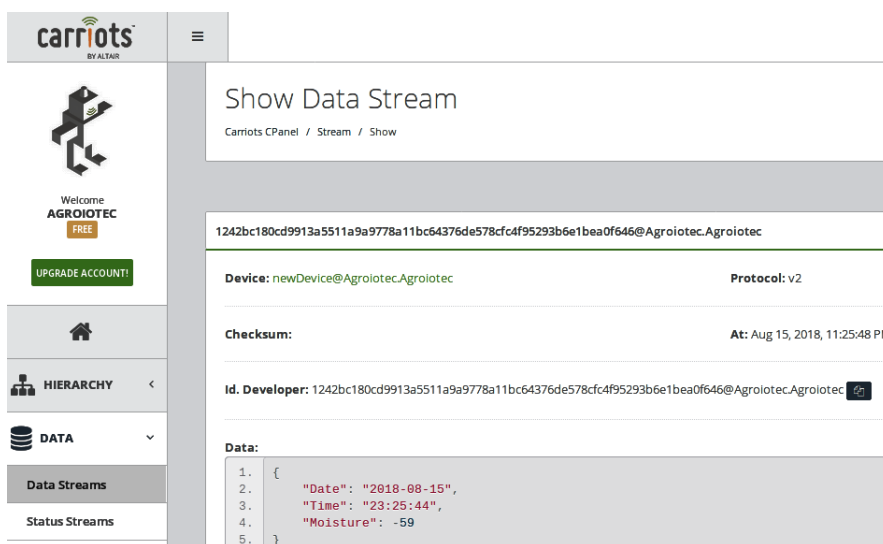 carriots
BY ALTAIR
Show Data Stream
Carriots CPanel / Stream / Show
Welcome
AGROIOTEC
FREE
UPGRADE ACCOUNT!
HIERARCHY
DATA
Data Streams
Status Streams
1242bc180cd9913a5511a9a9778a11bc64376de578cfc4f95293b6e1bea0f646@Agroiotec.Agroiotec
Device: newDevice@Agroiotec.Agroiotec
Protocol: v2
Checksum:
At: Aug 15, 2018, 11:25:48 P
Id. Developer: 1242bc180cd9913a5511a9a9778a11bc64376de578cfc4f95293b6e1bea0f646@Agroiotec.Agroiotec
Data:
1. {
2. "Date": "2018-08-15",
3. "Time": "23:25:44",
4. "Moisture": -59
5. }